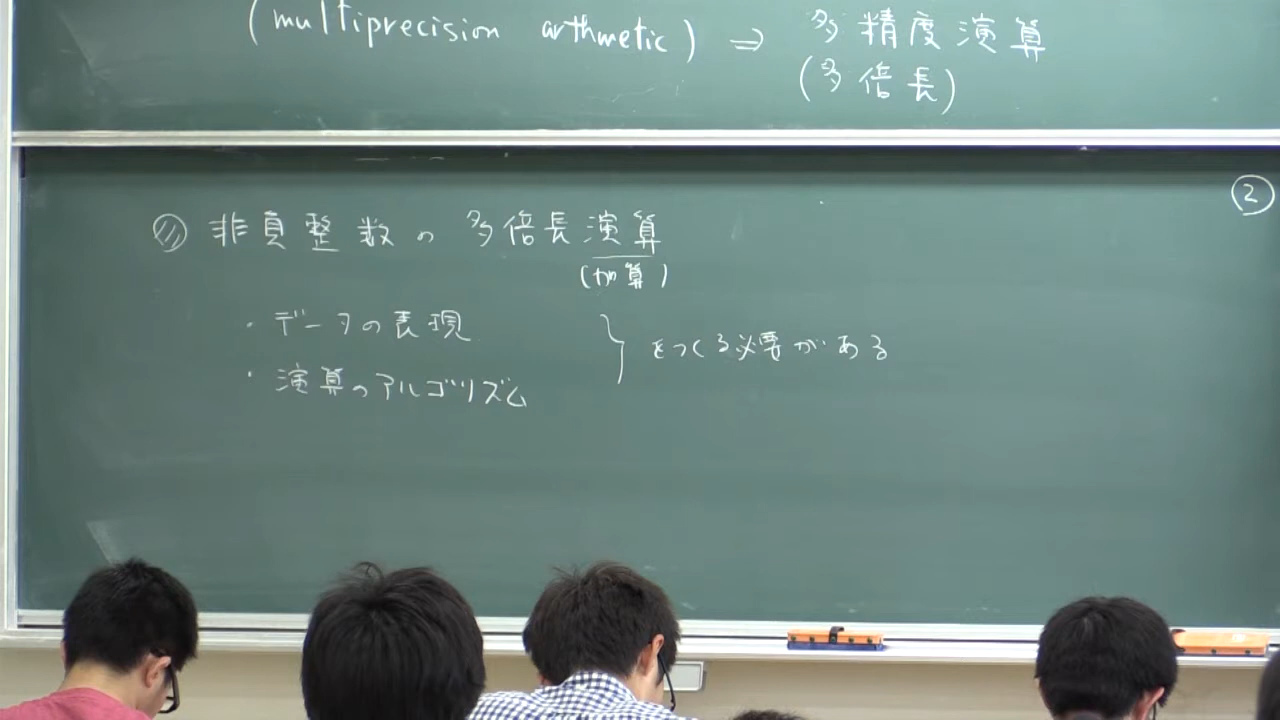 (multiprecision arithmetic) ⇒ 多精度演算
(多倍長)
②
非負整数の多倍長演算
(加算)
・データの表現
・演算のアルゴリズム
} をつくる必要がある